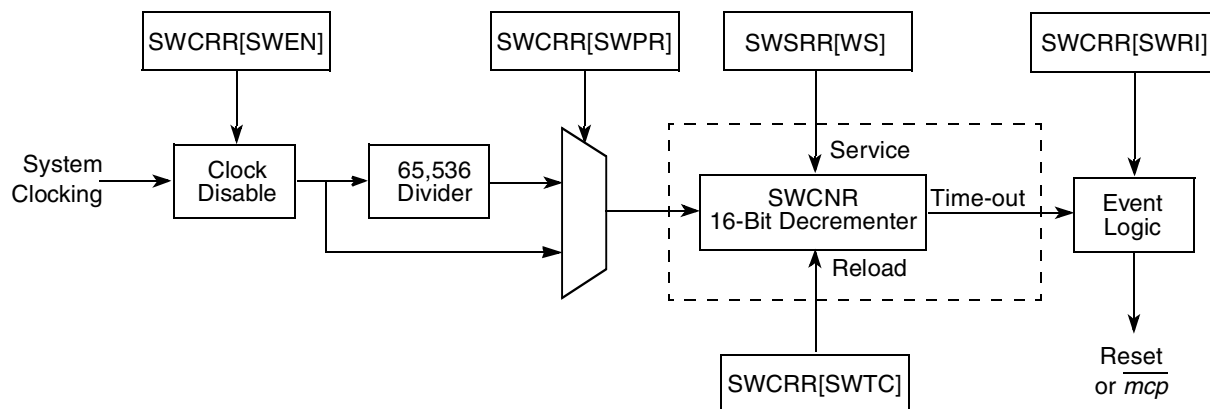 SWCRR[SWEN]
SWCRR[SWPR]
SWSRR[WS]
SWCRR[SWRI]
System
Clocking
Clock
Disable
65,536
Divider
Service
SWCNR
16-Bit Decrementer
Reload
Time-out
Event
Logic
SWCRR[SWTC]
Reset
or mcp